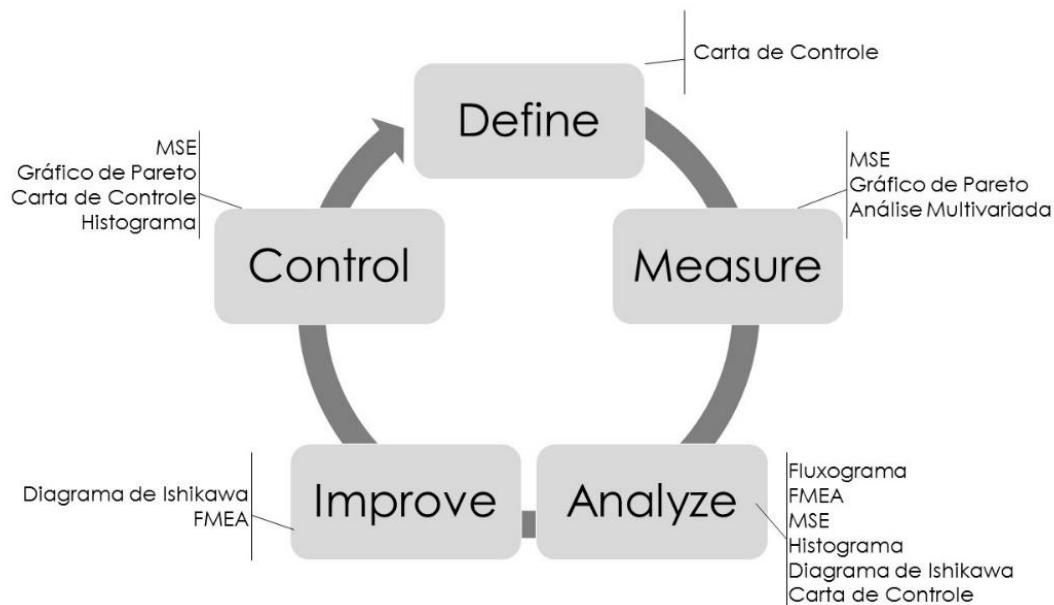 Define
Carta de Controle
Measure
MSE
Gráfico de Pareto
Análise Multivariada
Analyze
Fluxograma
FMEA
MSE
Histograma
Diagrama de Ishikawa
Carta de Controle
Improve
Diagrama de Ishikawa
FMEA
Control
MSE
Gráfico de Pareto
Carta de Controle
Histograma